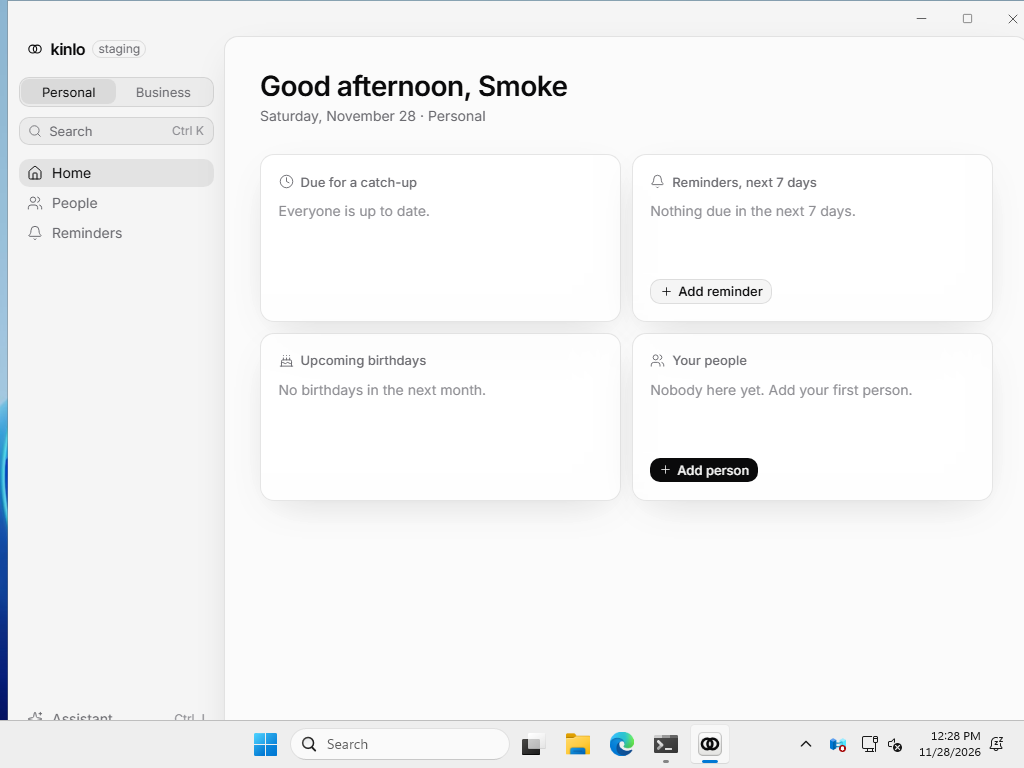 kinlo staging
Personal Business
Search Ctrl K
Home
People
Reminders
Assistant Ctrl J
Good afternoon, Smoke
Saturday, November 28 · Personal
Due for a catch-up
Everyone is up to date.
Reminders, next 7 days
Nothing due in the next 7 days.
+ Add reminder
Upcoming birthdays
No birthdays in the next month.
Your people
Nobody here yet. Add your first person.
+ Add person
Search
12:28 PM
11/28/2026